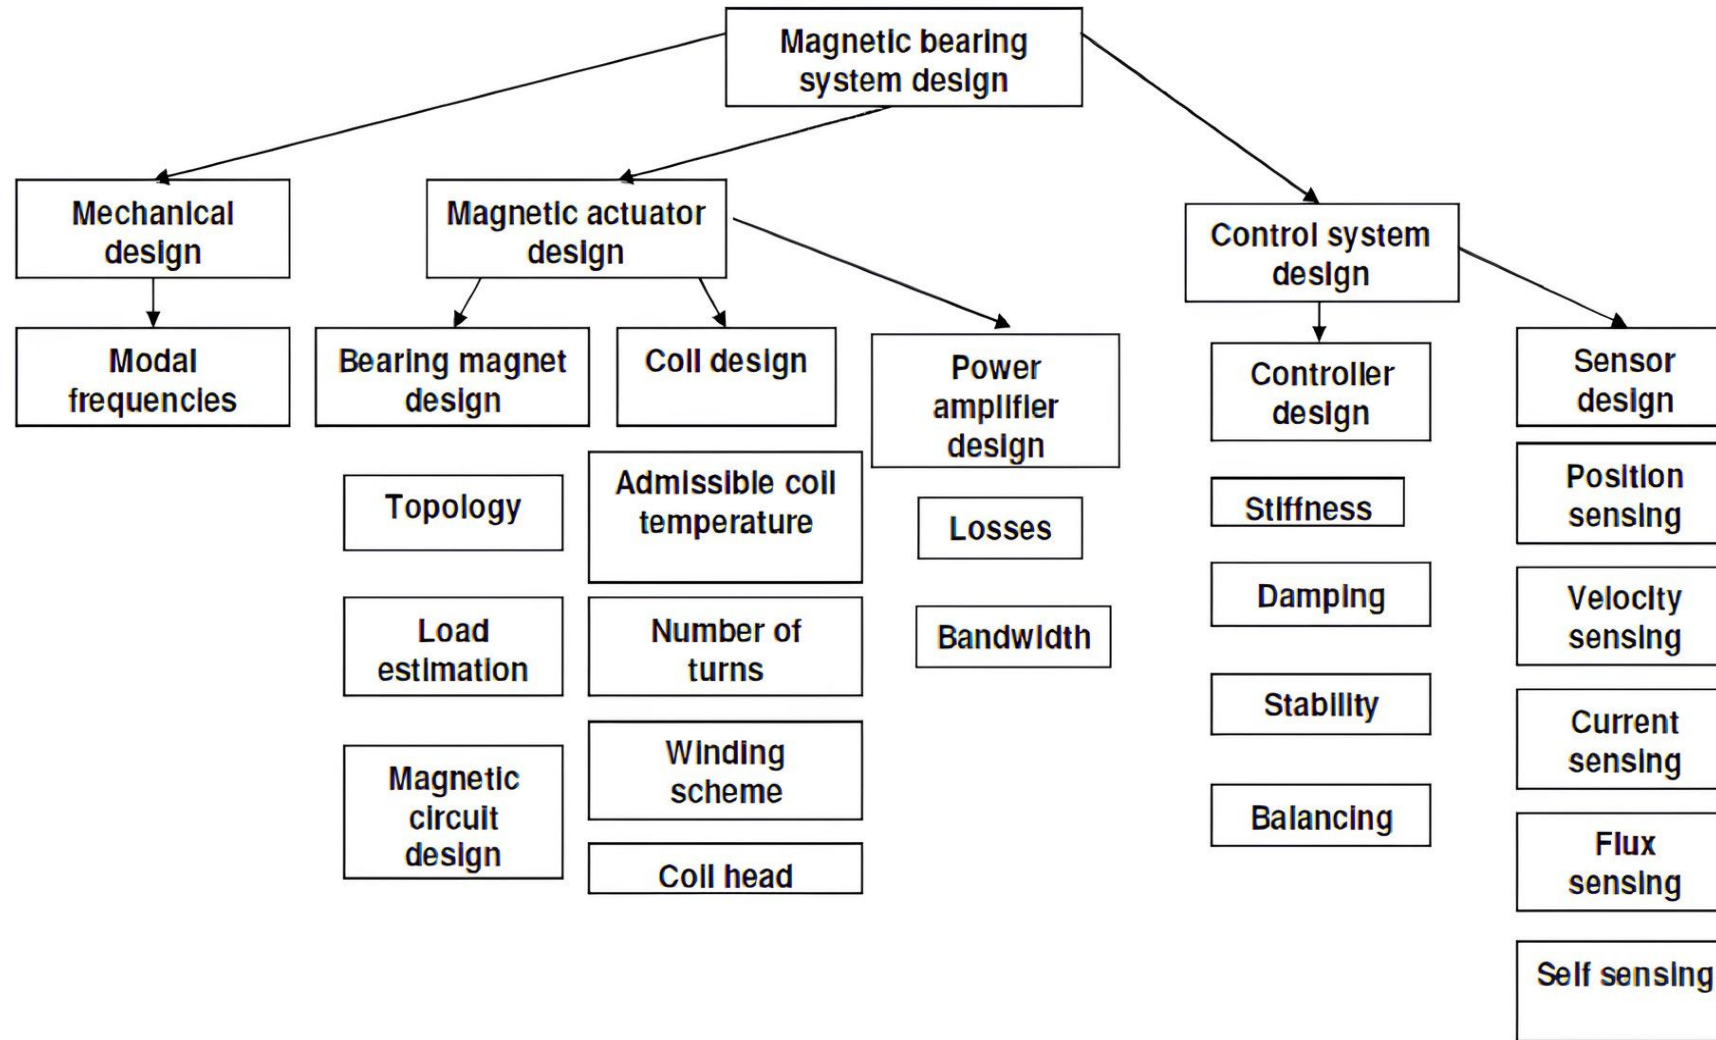 Magnetic bearing
system design
Mechanical
design
Magnetic actuator
design
Control system
design
Modal
frequencies
Bearing magnet
design
Coil design
Power
amplifier
design
Controller
design
Sensor
design
Topology
Load
estimation
Magnetic
circuit
design
Admissible coil
temperature
Number of
turns
Winding
scheme
Coil head
Losses
Bandwidth
Stiffness
Damping
Stability
Balancing
Position
sensing
Velocity
sensing
Current
sensing
Flux
sensing
Self sensing